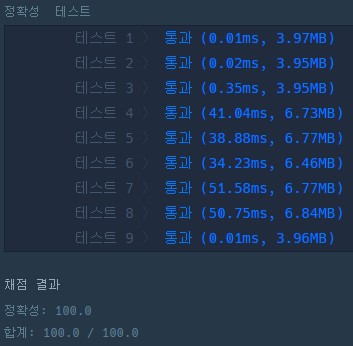 정확성 테스트
테스트 1 〉 통과 (0.01ms, 3.97MB)
테스트 2 〉 통과 (0.02ms, 3.95MB)
테스트 3 〉 통과 (0.35ms, 3.95MB)
테스트 4 〉 통과 (41.04ms, 6.73MB)
테스트 5 〉 통과 (38.88ms, 6.77MB)
테스트 6 〉 통과 (34.23ms, 6.46MB)
테스트 7 〉 통과 (51.58ms, 6.77MB)
테스트 8 〉 통과 (50.75ms, 6.84MB)
테스트 9 〉 통과 (0.01ms, 3.96MB)
채점 결과
정확성: 100.0
합계: 100.0 / 100.0